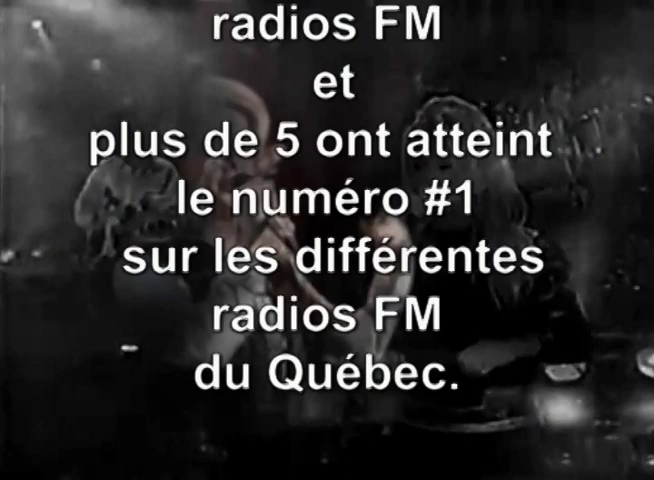 radios FM
et
plus de 5 ont atteint
le numéro #1
sur les différentes
radios FM
du Québec.